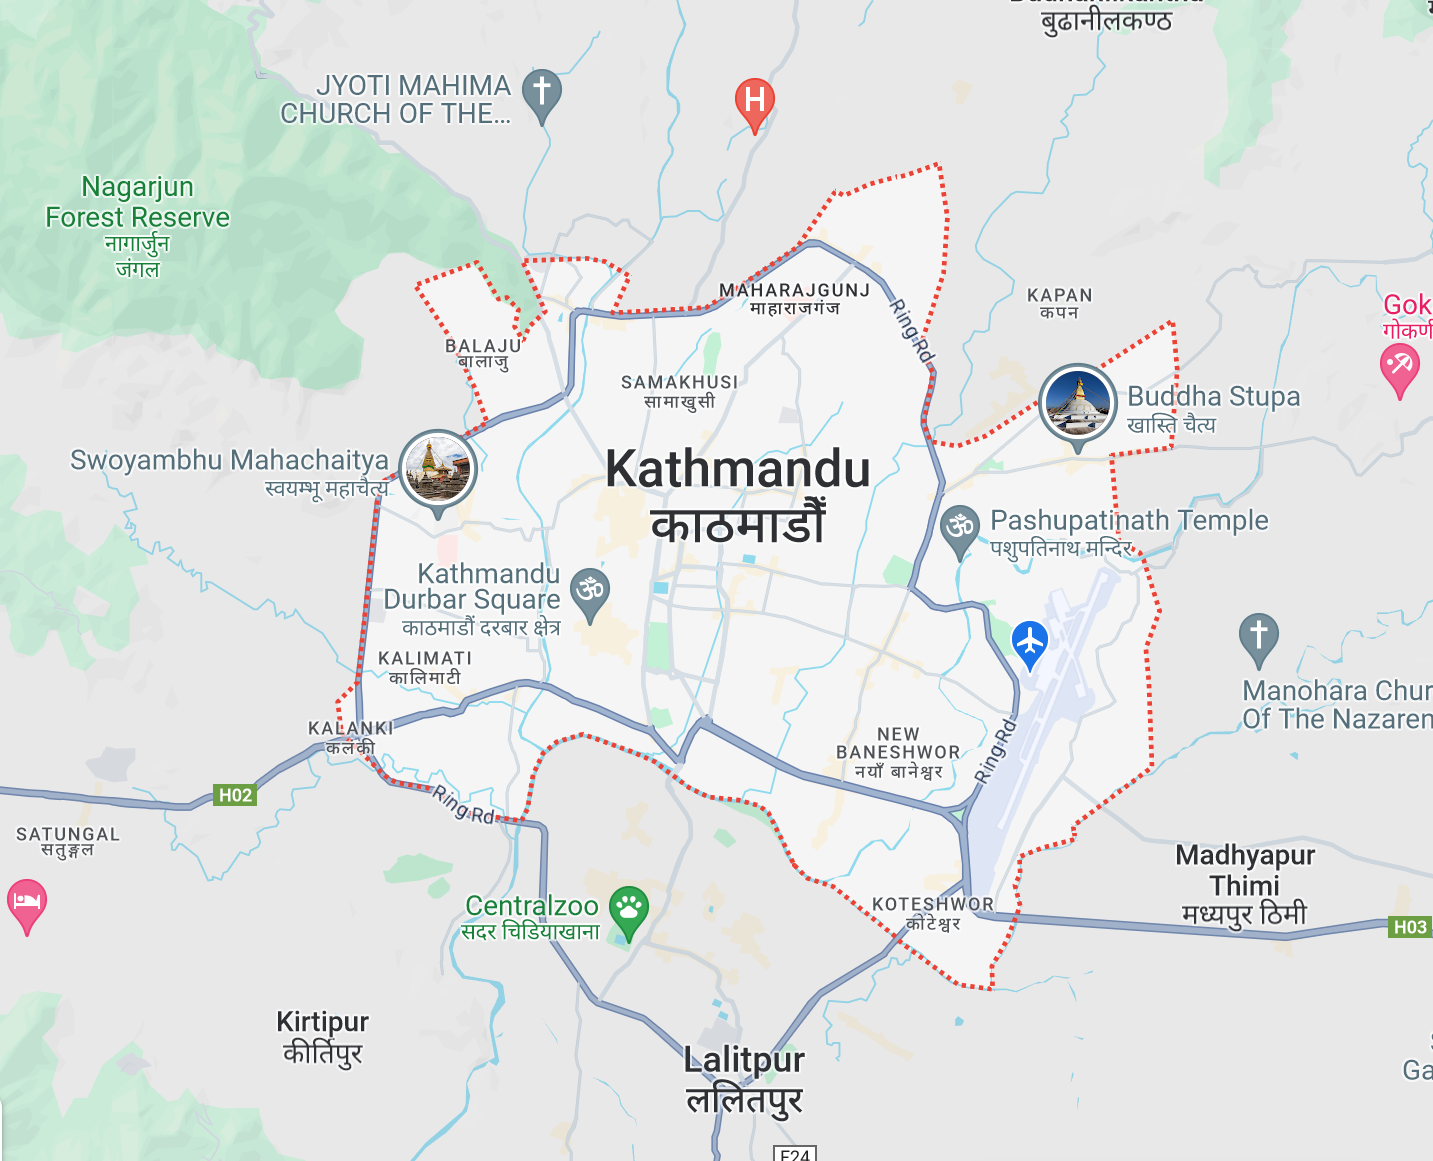 बुढानीलकण्ठ
JYOTI MAHIMA
CHURCH OF THE...
Nagarjun
Forest Reserve
नागार्जुन
जंगल
MAHARAJGUNJ
माहाराजगंज
KAPAN
कपन
Ring Rd
Gok
गोकर्ण
BALAJU
बालाजु
SAMAKHUSI
सामाखुसी
Buddha Stupa
खास्ति चैत्य
Swoyambhu Mahachaitya
स्वयम्भू महाचैत्य
Kathmandu
काठमाडौँ
Pashupatinath Temple
पशुपतिनाथ मन्दिर
Kathmandu
Durbar Square
काठमाडौं दरबार क्षेत्र
KALIMATI
कालिमाटी
Manohara Chur
Of The Nazaren
KALANKI
कलंकी
NEW
BANESHWOR
नयाँ बानेश्वर
Ring Rd
H02
Ring Rd
SATUNGAL
सतुङ्गल
Madhyapur
Thimi
मध्यपुर ठिमी
Centralzoo
सदर चिडियाखाना
KOTESHWOR
कोटेश्वर
H03
Kirtipur
कीर्तिपुर
Lalitpur
ललितपुर
Ga
F24